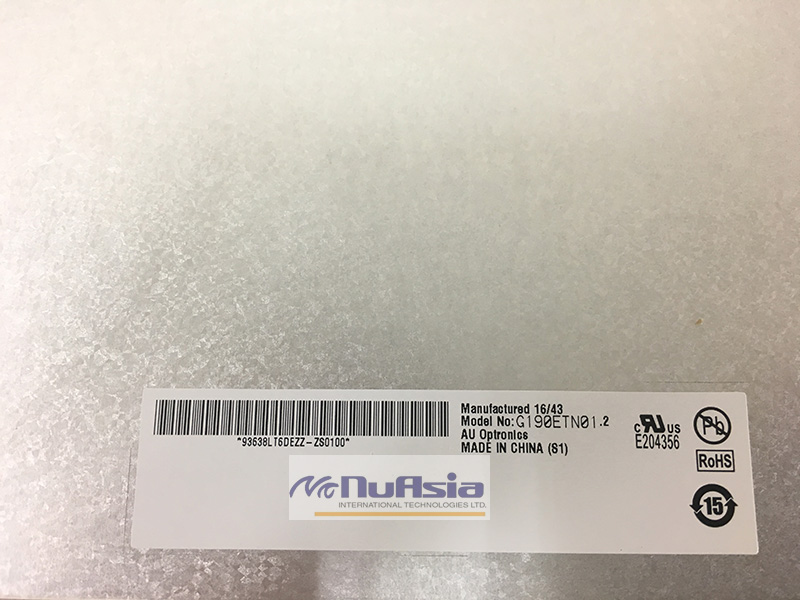 *93638LT6DEZZ-ZS0100*
Manufactured 16/43
Model No:G190ETN01.2
AU Optronics
MADE IN CHINA (S1)
c RU US
E204356
Pb
RoHS
15
NuAsia
INTERNATIONAL TECHNOLOGIES LTD.